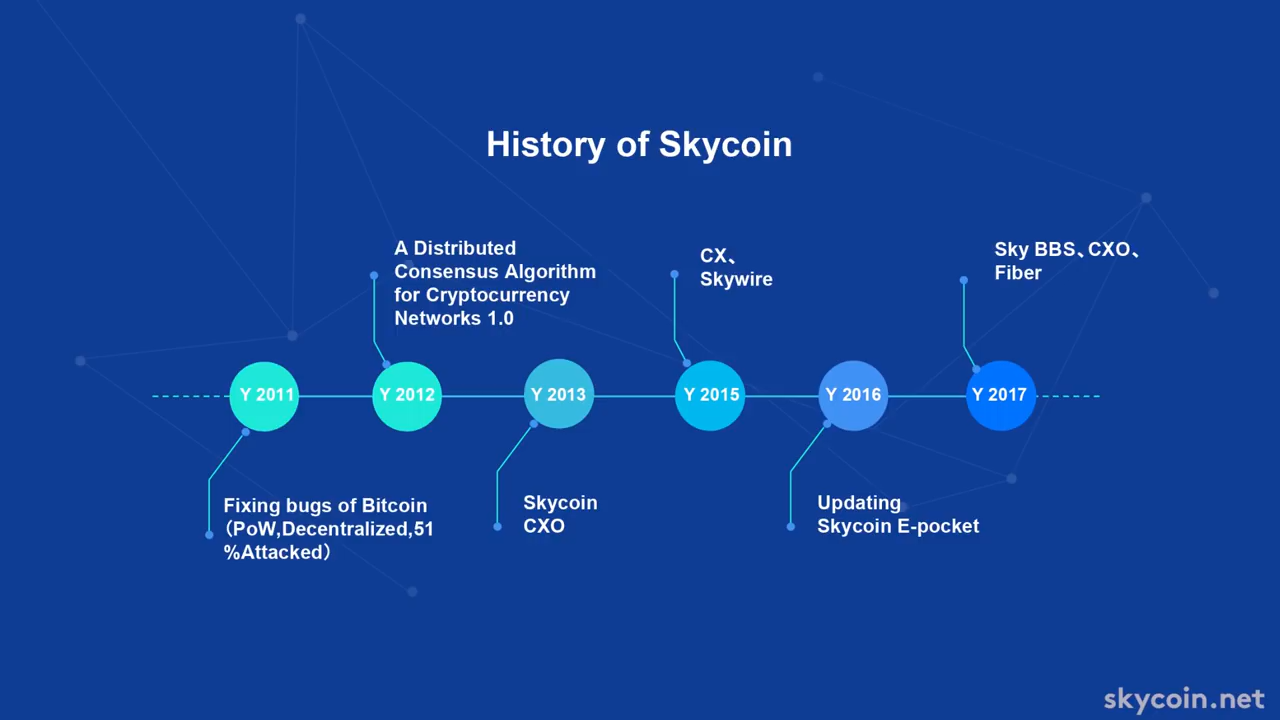 History of Skycoin
A Distributed
Consensus Algorithm
for Cryptocurrency
Networks 1.0
CX、
Skywire
Sky BBS、CXO、
Fiber
Y 2011
Y 2012
Y 2013
Y 2015
Y 2016
Y 2017
Fixing bugs of Bitcoin
（PoW,Decentralized,51
%Attacked）
Skycoin
CXO
Updating
Skycoin E-pocket
skycoin.net